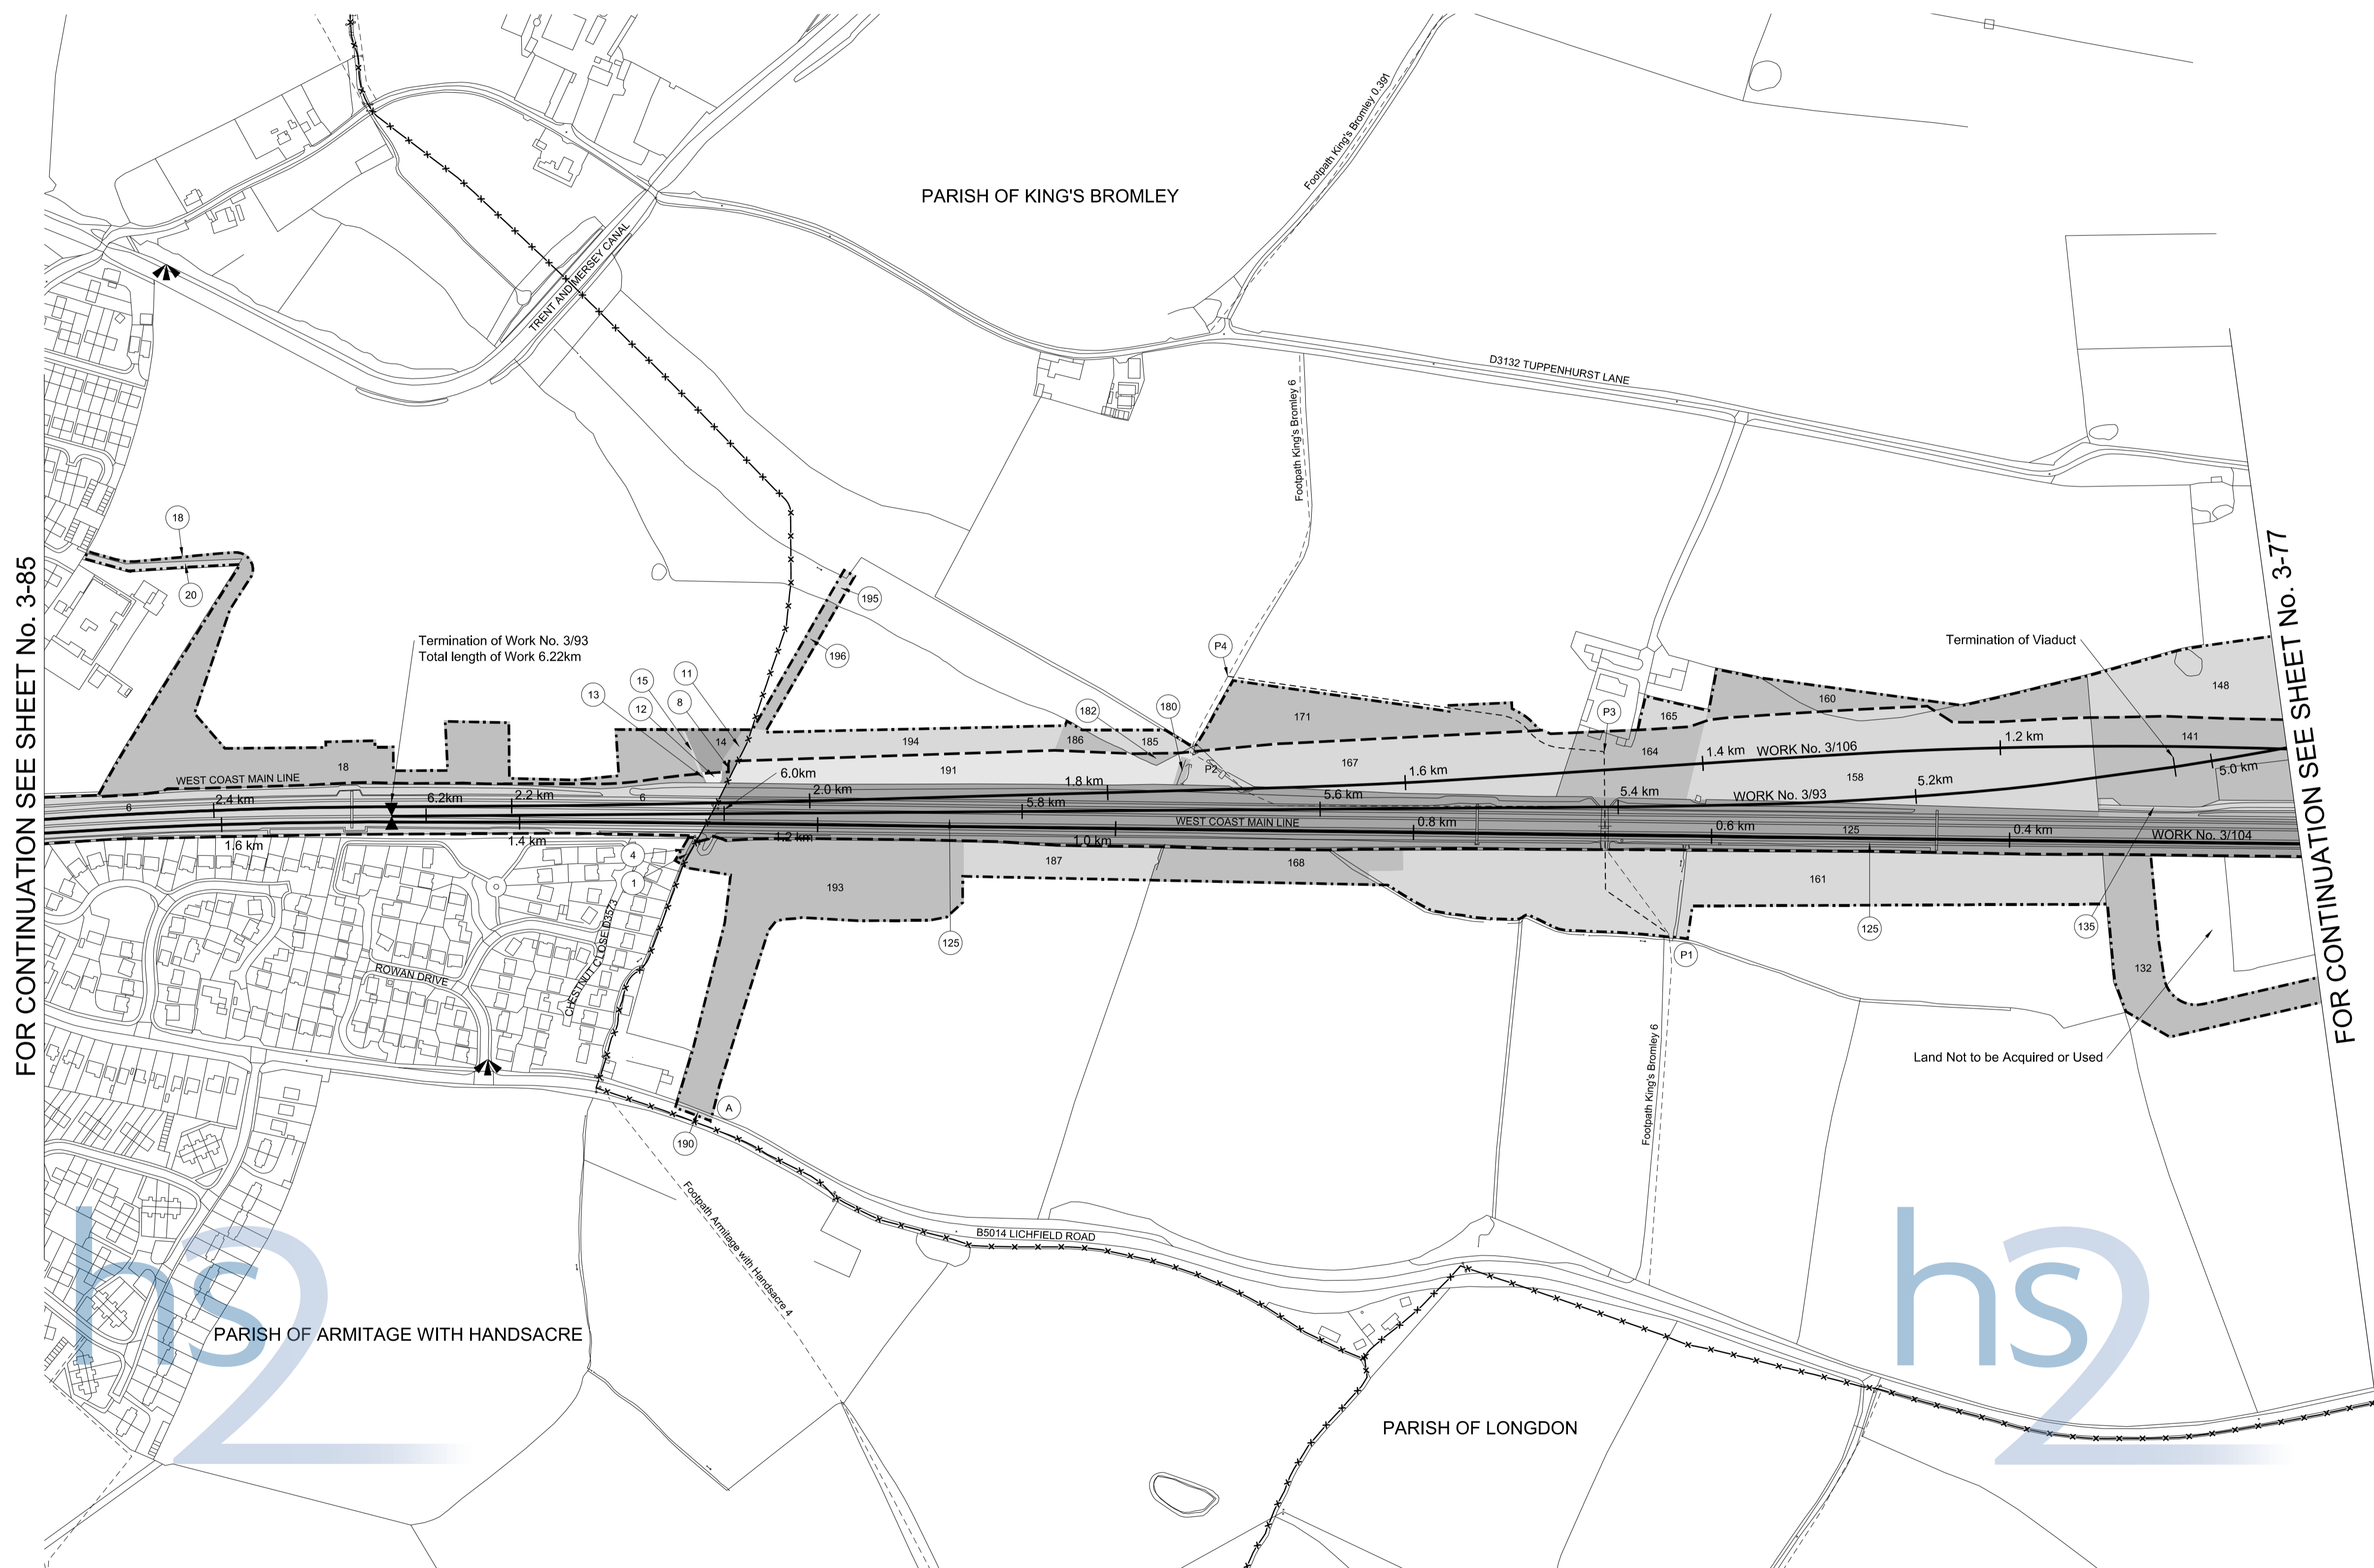 PARISH OF KING'S BROMLEY
Footpath King's Bromley 0.391
TRENT AND MERSEY CANAL
D3132 TUPPENHURST LANE
Footpath King's Bromley 6
FOR CONTINUATION SEE SHEET No. 3-85
FOR CONTINUATION SEE SHEET No. 3-77
18
20
195
196
Termination of Work No. 3/93
Total length of Work 6.22km
Termination of Viaduct
P4
11
15
8
13
12
182
180
P3
171
165
160
148
14
194
186
185
164
141
18
191
P2
167
158
WEST COAST MAIN LINE
6.0km
1.8 km
1.6 km
1.4 km
WORK No. 3/106
1.2 km
5.0 km
6
2.4 km
6.2km
2.2 km
6
2.0 km
5.8 km
5.6 km
5.4 km
WORK No. 3/93
5.2km
WEST COAST MAIN LINE
1.6 km
1.4 km
1.2 km
1.0 km
0.8 km
0.6 km
125
0.4 km
WORK No. 3/104
4
1
187
168
193
161
125
125
135
132
P1
CHESTNUT CLOSE D3573
ROWAN DRIVE
Footpath King's Bromley 6
Land Not to be Acquired or Used
A
190
Footpath Armitage with Handsacre 4
B5014 LICHFIELD ROAD
PARISH OF ARMITAGE WITH HANDSACRE
PARISH OF LONGDON
hs2
hs2